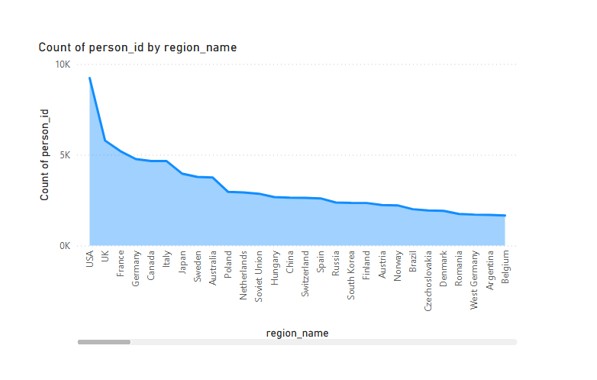 Count of person_id by region_name
10K
5K
0K
Count of person_id
USA
UK
France
Germany
Canada
Italy
Japan
Sweden
Australia
Poland
Netherlands
Soviet Union
Hungary
China
Switzerland
Spain
Russia
South Korea
Finland
Austria
Norway
Brazil
Czechoslovakia
Denmark
Romania
West Germany
Argentina
Belgium
region_name